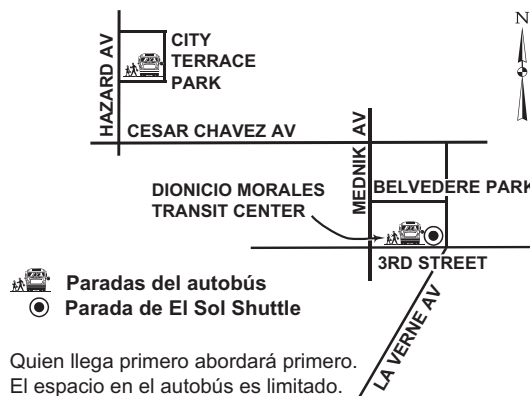 HAZARD AV
CITY
TERRACE
PARK
N
CESAR CHAVEZ AV
MEDNIK AV
DIONICIO MORALES
TRANSIT CENTER
BELVEDERE PARK
3RD STREET
LA VERNE AV
Paradas del autobús
Parada de El Sol Shuttle
Quien llega primero abordará primero.
El espacio en el autobús es limitado.